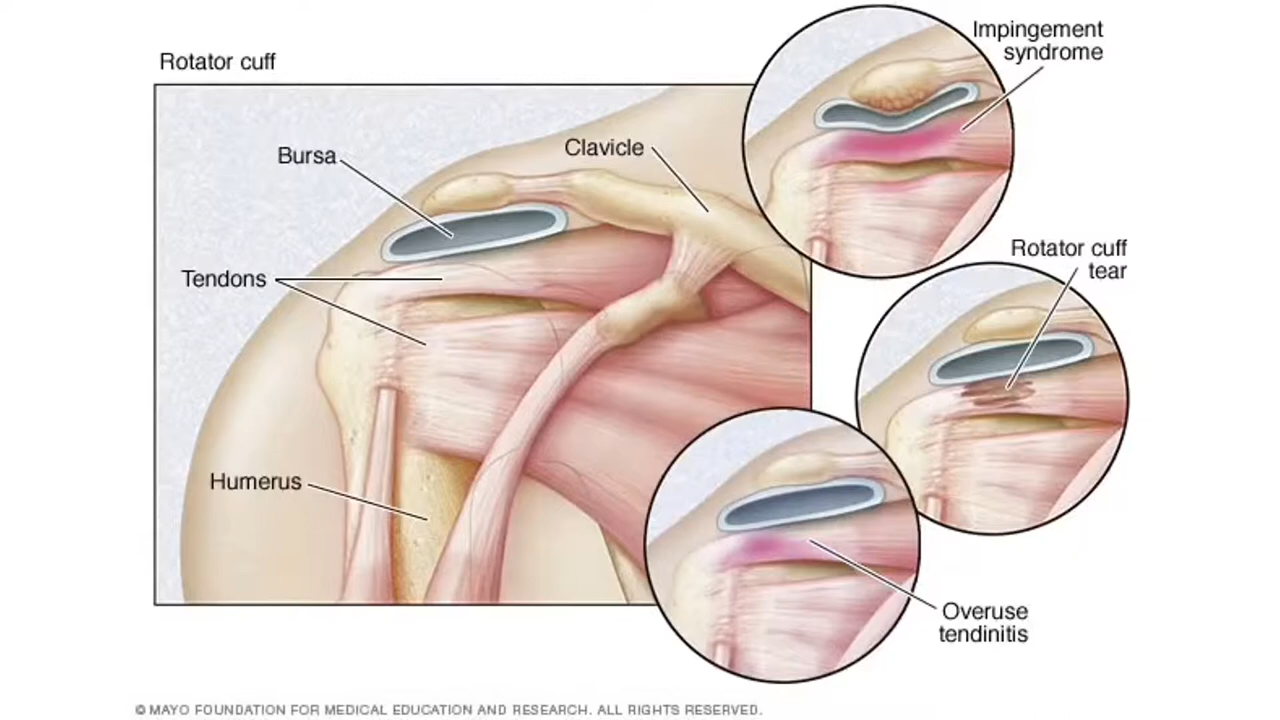 Rotator cuff
Impingement
syndrome
Bursa
Clavicle
Rotator cuff
tear
Tendons
Humerus
Overuse
tendinitis
© MAYO FOUNDATION FOR MEDICAL EDUCATION AND RESEARCH. ALL RIGHTS RESERVED.